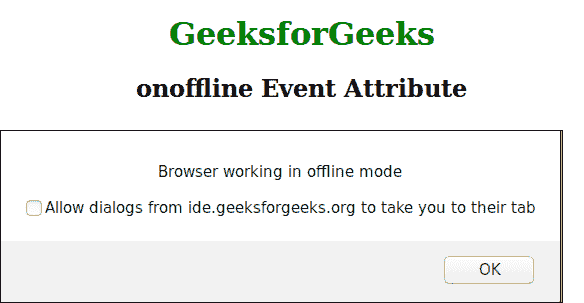 GeeksforGeeks
onoffline Event Attribute
Browser working in offline mode
Allow dialogs from ide.geeksforgeeks.org to take you to their tab
OK